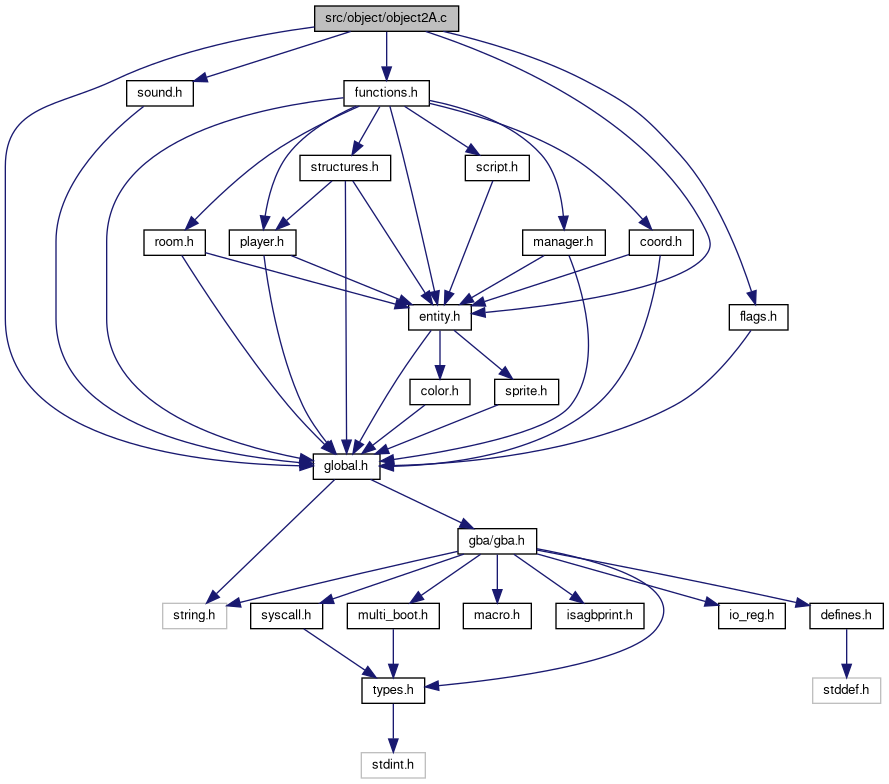 src/object/object2A.c
sound.h
functions.h
structures.h
script.h
room.h
player.h
manager.h
coord.h
entity.h
flags.h
color.h
sprite.h
global.h
gba/gba.h
string.h
syscall.h
multi_boot.h
macro.h
isagbprint.h
io_reg.h
defines.h
types.h
stddef.h
stdint.h